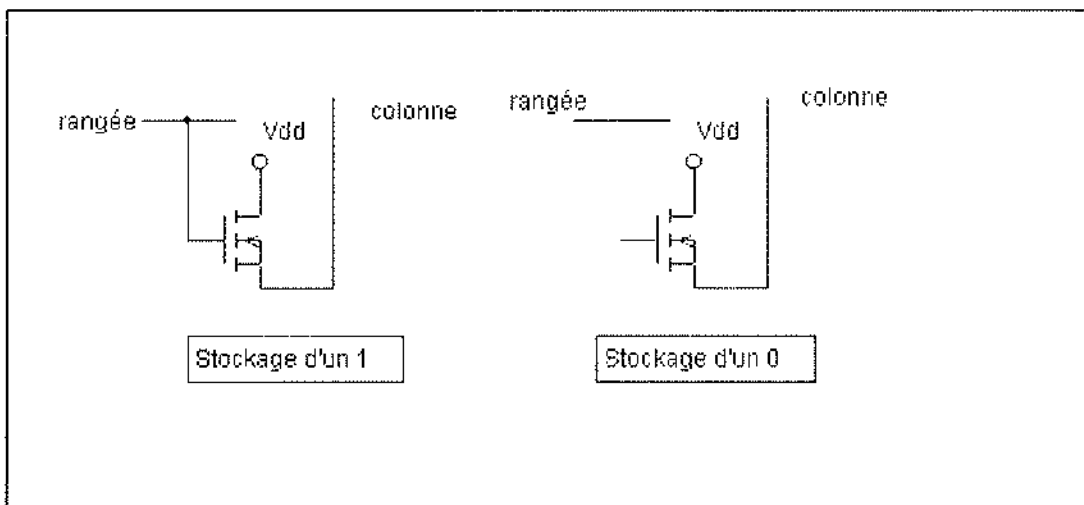 rangée
Vdd
colonne
Stockage d'un 1
rangée
Vdd
colonne
Stockage d'un 0